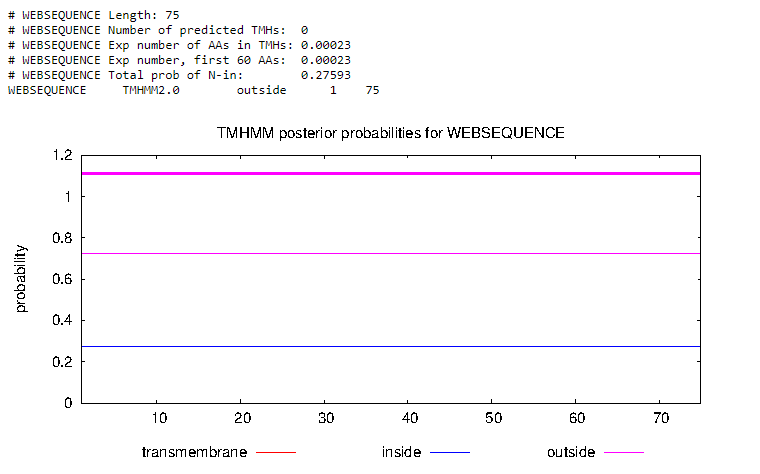 # WEBSEQUENCE Length: 75
# WEBSEQUENCE Number of predicted TMHs:  0
# WEBSEQUENCE Exp number of AAs in TMHs: 0.00023
# WEBSEQUENCE Exp number, first 60 AAs:  0.00023
# WEBSEQUENCE Total prob of N-in:        0.27593
WEBSEQUENCE     TMHMM2.0        outside      1    75
TMHMM posterior probabilities for WEBSEQUENCE
1.2
1
0.8
0.6
0.4
0.2
0
probability
10 20 30 40 50 60 70
transmembrane inside outside